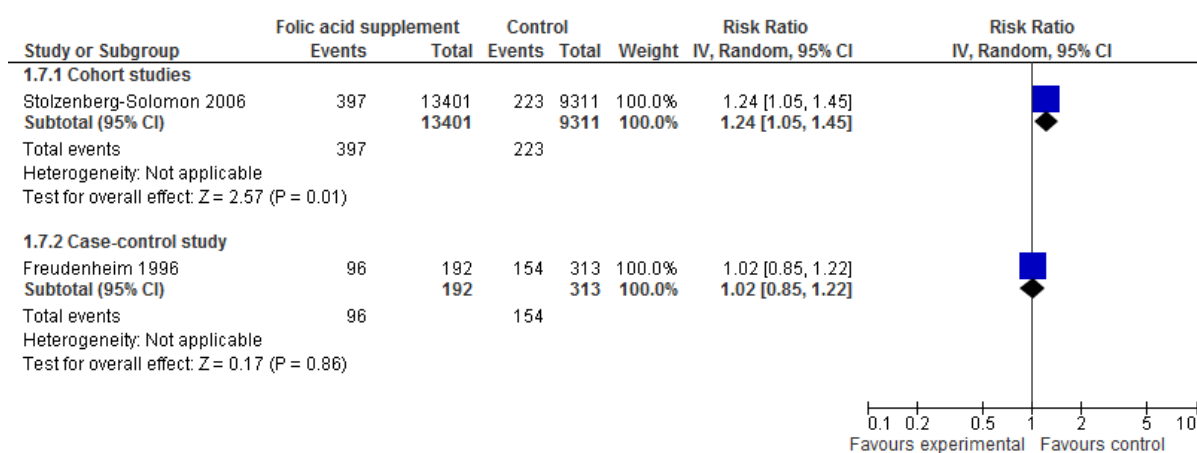 Folic acid supplement Control Risk Ratio Risk Ratio
Study or Subgroup Events Total Events Total Weight IV, Random, 95% CI IV, Random, 95% CI
1.7.1 Cohort studies
Stolzenberg-Solomon 2006 397 13401 223 9311 100.0% 1.24 [1.05, 1.45]
Subtotal (95% CI) 13401 9311 100.0% 1.24 [1.05, 1.45]
Total events 397 223
Heterogeneity: Not applicable
Test for overall effect: Z = 2.57 (P = 0.01)
1.7.2 Case-control study
Freudenheim 1996 96 192 154 313 100.0% 1.02 [0.85, 1.22]
Subtotal (95% CI) 192 313 100.0% 1.02 [0.85, 1.22]
Total events 96 154
Heterogeneity: Not applicable
Test for overall effect: Z = 0.17 (P = 0.86)
0.1 0.2 0.5 1 2 5 10
Favours experimental Favours control